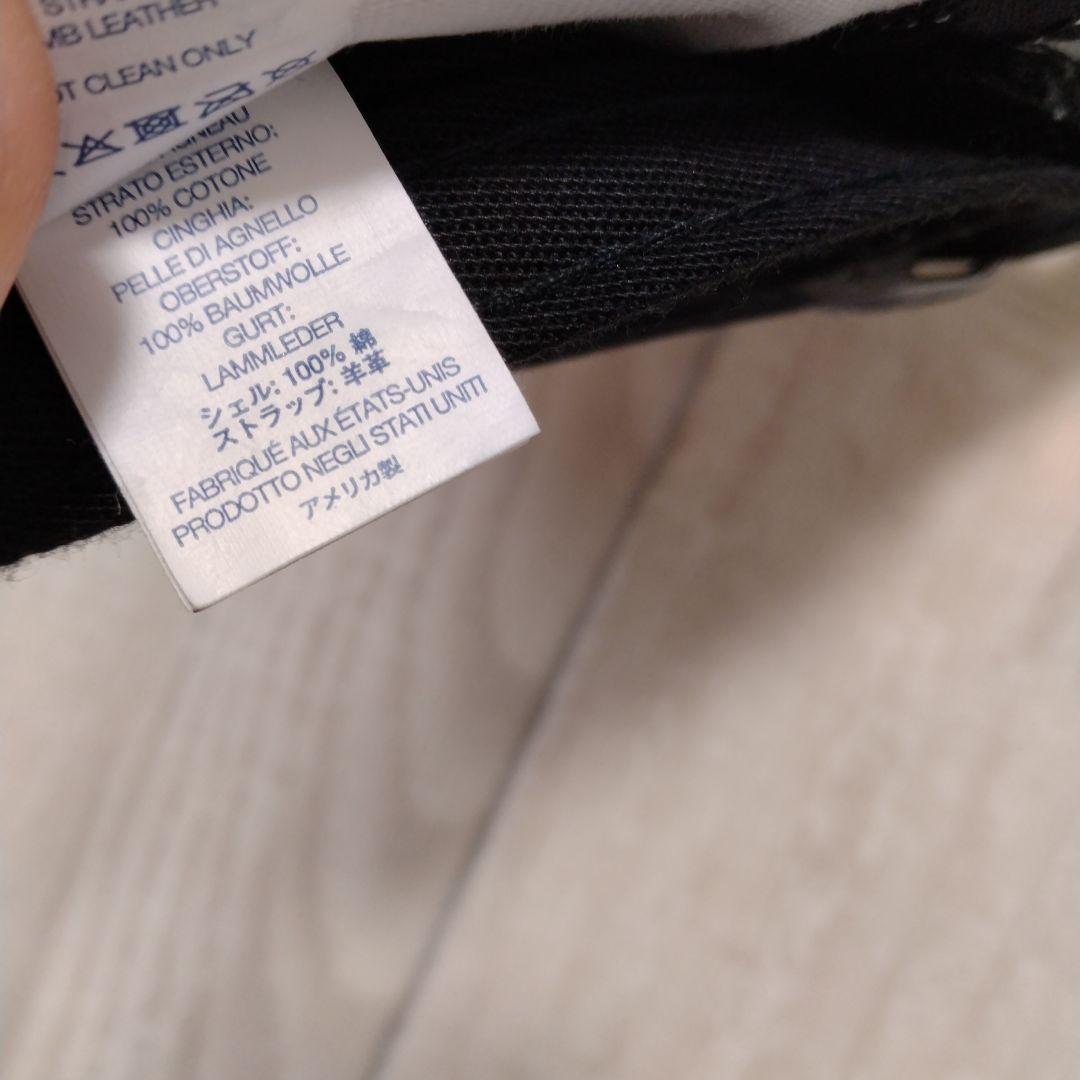 MB LEATHER
CLEAN ONLY
STRATO ESTERNO:
100% COTONE
CINGHIA:
PELLE DI AGNELLO
OBERSTOFF:
100% BAUMWOLLE
GURT:
LAMMLEDER
シェル: 100% 綿
ストラップ: 羊革
FABRIQUÉ AUX ÉTATS-UNIS
PRODOTTO NEGLI STATI UNITI
アメリカ製